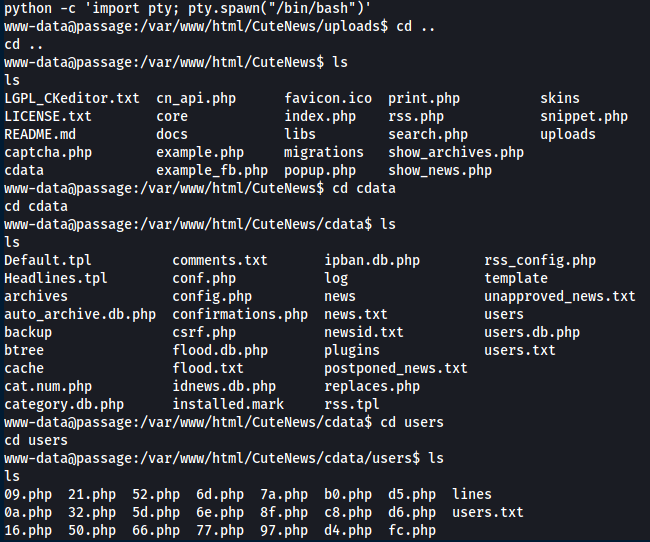 python -c 'import pty; pty.spawn("/bin/bash")'
www-data@passage:/var/www/html/CuteNews/uploads$ cd ..
cd ..
www-data@passage:/var/www/html/CuteNews$ ls
ls
LGPL_CKeditor.txt  cn_api.php      favicon.ico  print.php          skins
LICENSE.txt        core            index.php    rss.php            snippet.php
README.md          docs            libs         search.php         uploads
captcha.php        example.php     migrations   show_archives.php
cdata              example_fb.php  popup.php    show_news.php
www-data@passage:/var/www/html/CuteNews$ cd cdata
cd cdata
www-data@passage:/var/www/html/CuteNews/cdata$ ls
ls
Default.tpl          comments.txt       ipban.db.php        rss_config.php
Headlines.tpl        conf.php           log                 template
archives             config.php         news                unapproved_news.txt
auto_archive.db.php  confirmations.php  news.txt            users
backup               csrf.php           newsid.txt          users.db.php
btree                flood.db.php       plugins             users.txt
cache                flood.txt          postponed_news.txt
cat.num.php          idnews.db.php      replaces.php
category.db.php      installed.mark     rss.tpl
www-data@passage:/var/www/html/CuteNews/cdata$ cd users
cd users
www-data@passage:/var/www/html/CuteNews/cdata/users$ ls
ls
09.php  21.php  52.php  6d.php  7a.php  b0.php  d5.php  lines
0a.php  32.php  5d.php  6e.php  8f.php  c8.php  d6.php  users.txt
16.php  50.php  66.php  77.php  97.php  d4.php  fc.php